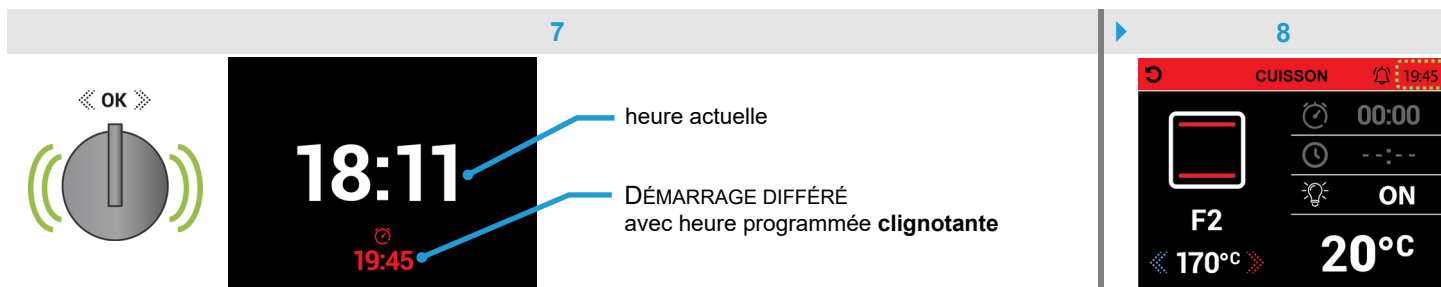 7
8
OK
18:11
19:45
heure actuelle
DÉMARRAGE DIFFÉRÉ
avec heure programmée clignotante
CUISSON 19:45
00:00
--:--
ON
F2
170°C
20°C